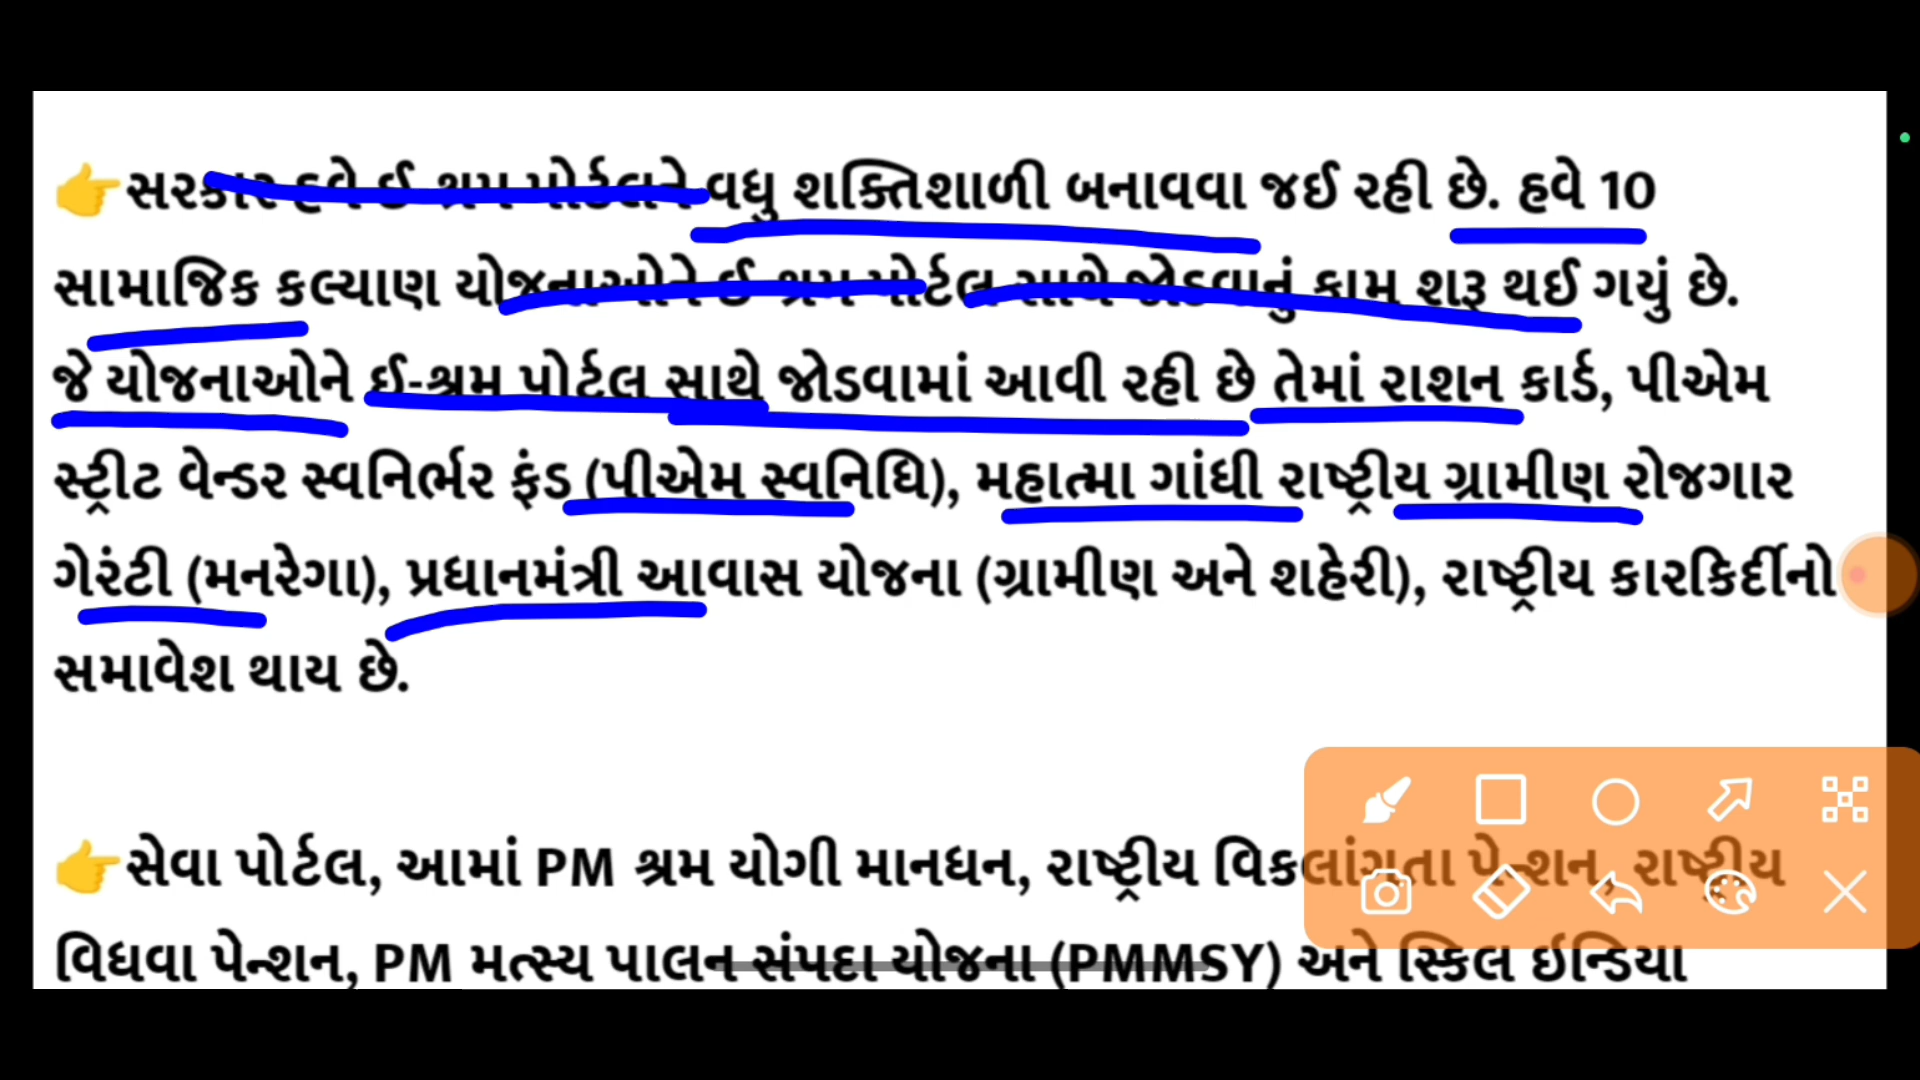 👉સરકાર હવે ઈ શ્રમ પોર્ટલને વધુ શક્તિશાળી બનાવવા જઈ રહી છે. હવે 10
સામાજિક કલ્યાણ યોજનાઓને ઈ શ્રમ પોર્ટલ સાથે જોડવાનું કામ શરૂ થઈ ગયું છે.
જે યોજનાઓને ઈ-શ્રમ પોર્ટલ સાથે જોડવામાં આવી રહી છે તેમાં રાશન કાર્ડ, પીએમ
સ્ટ્રીટ વેન્ડર સ્વનિર્ભર ફંડ (પીએમ સ્વનિધિ), મહાત્મા ગાંધી રાષ્ટ્રીય ગ્રામીણ રોજગાર
ગેરંટી (મનરેગા), પ્રધાનમંત્રી આવાસ યોજના (ગ્રામીણ અને શહેરી), રાષ્ટ્રીય કારકિર્દીનો
સમાવેશ થાય છે.
👉સેવા પોર્ટલ, આમાં PM શ્રમ યોગી માનધન, રાષ્ટ્રીય વિકલાંગતા પેન્શન, રાષ્ટ્રીય
વિધવા પેન્શન, PM મત્સ્ય પાલન સંપદા યોજના (PMMSY) અને સ્કિલ ઇન્ડિયા